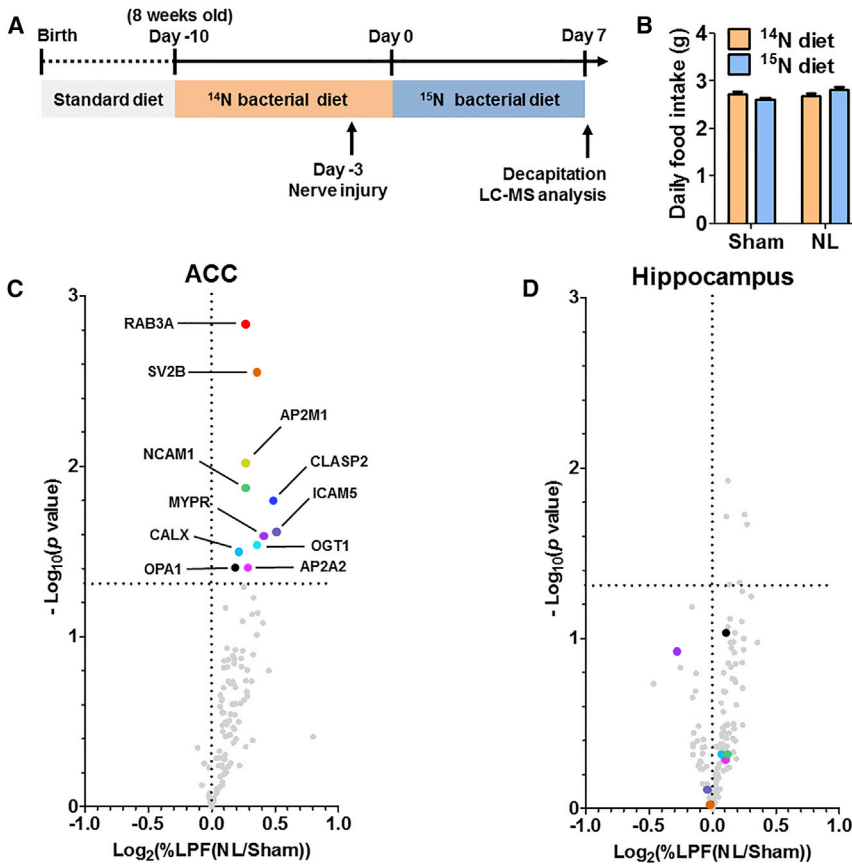 A
(8 weeks old)
Birth Day -10 Day 0 Day 7
Standard diet ¹⁴N bacterial diet ¹⁵N bacterial diet
Day -3
Nerve injury
Decapitation
LC-MS analysis
B
¹⁴N diet
¹⁵N diet
Daily food intake (g)
4
3
2
1
0
Sham NL
C
ACC
- Log₁₀(p value)
3
2
1
0
RAB3A
SV2B
AP2M1
NCAM1
CLASP2
MYPR
ICAM5
CALX
OGT1
OPA1
AP2A2
-1.0 -0.5 0.0 0.5 1.0
Log₂(%LPF(NL/Sham))
D
Hippocampus
- Log₁₀(p value)
3
2
1
0
-1.0 -0.5 0.0 0.5 1.0
Log₂(%LPF(NL/Sham))